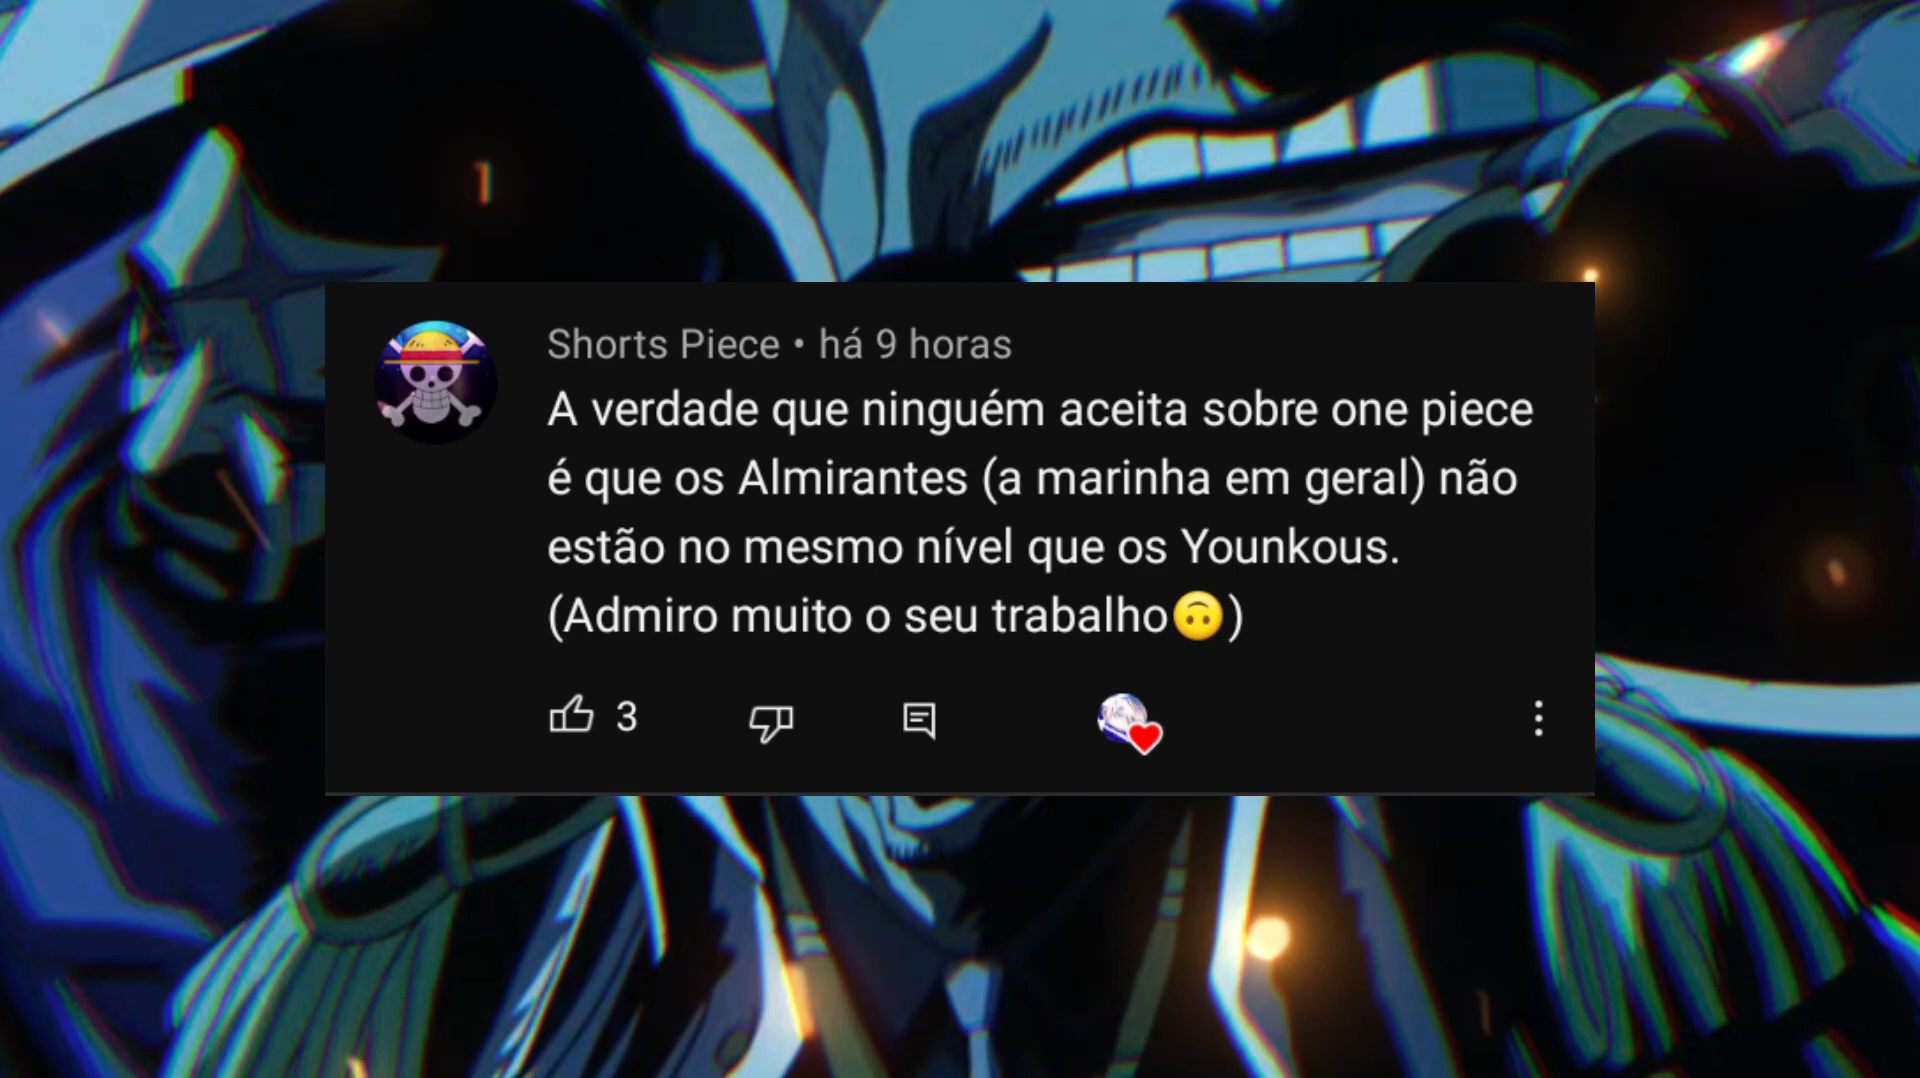 Shorts Piece • há 9 horas
A verdade que ninguém aceita sobre one piece
é que os Almirantes (a marinha em geral) não
estão no mesmo nível que os Younkous.
(Admiro muito o seu trabalho🙃)
3